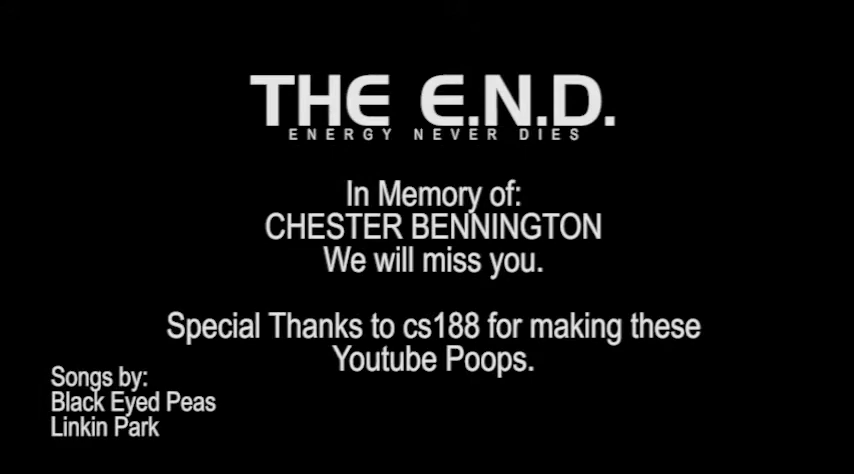 THE E.N.D.
ENERGY NEVER DIES
In Memory of:
CHESTER BENNINGTON
We will miss you.
Special Thanks to cs188 for making these
Youtube Poops.
Songs by:
Black Eyed Peas
Linkin Park